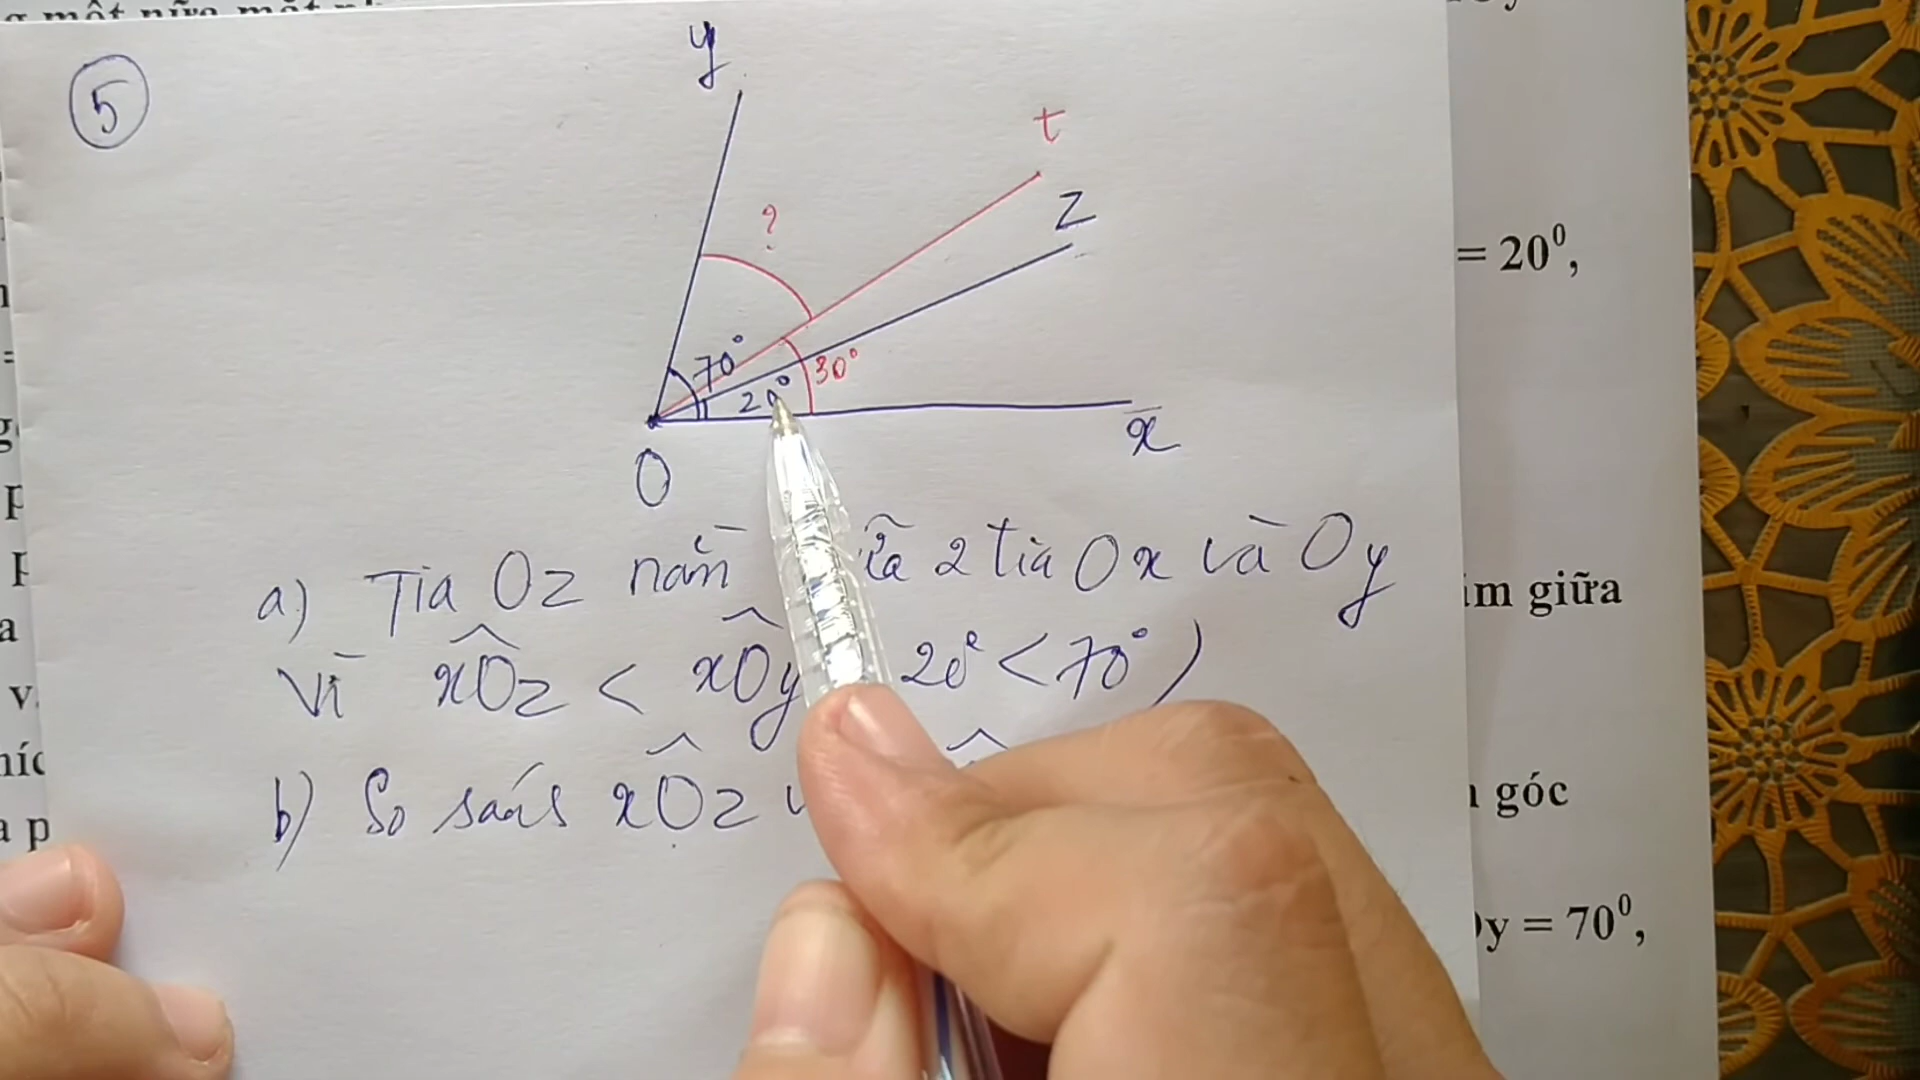 5
y
t
z
?
70°
30°
20°
x
O
= 20⁰,
a) Tia Oz nằm 2 tia Ox và Oy
giữa
vì xÔz < xÔy 20° < 70° )
b) So sánh xÔz
góc
y = 70⁰,